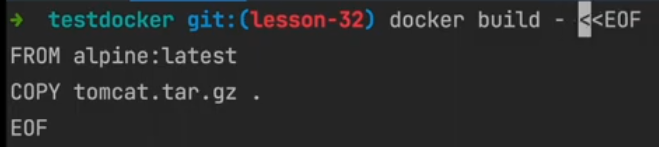 → testdocker git:(lesson-32) docker build - <<EOF
FROM alpine:latest
COPY tomcat.tar.gz .
EOF